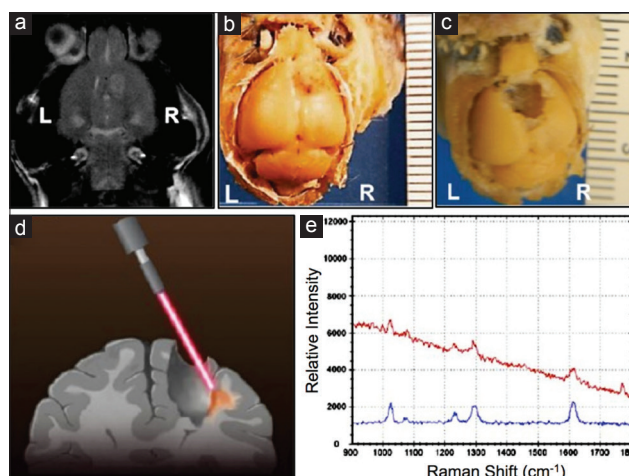 a
L R
b
L R
c
L R
d
e
12000
10000
8000
6000
4000
2000
0
Relative Intensity
900 1000 1100 1200 1300 1400 1500 1600 1700
Raman Shift (cm-1)